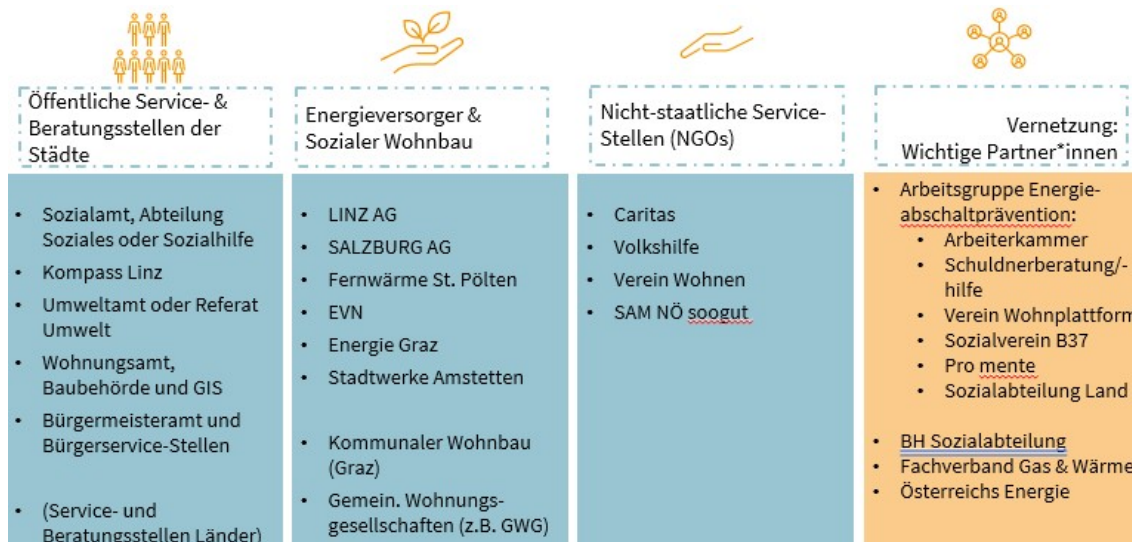 Öffentliche Service- &
Beratungsstellen der
Städte
• Sozialamt, Abteilung
Soziales oder Sozialhilfe
• Kompass Linz
• Umweltamt oder Referat
Umwelt
• Wohnungsamt,
Baubehörde und GIS
• Bürgermeisteramt und
Bürgerservice-Stellen
• (Service- und
Beratungsstellen Länder)
Energieversorger &
Sozialer Wohnbau
• LINZ AG
• SALZBURG AG
• Fernwärme St. Pölten
• EVN
• Energie Graz
• Stadtwerke Amstetten
• Kommunaler Wohnbau
(Graz)
• Gemein. Wohnungs-
gesellschaften (z.B. GWG)
Nicht-staatliche Service-
Stellen (NGOs)
• Caritas
• Volkshilfe
• Verein Wohnen
• SAM NÖ soogut
Vernetzung:
Wichtige Partner*innen
• Arbeitsgruppe Energie-
abschaltprävention:
• Arbeiterkammer
• Schuldnerberatung/-
hilfe
• Verein Wohnplattform
• Sozialverein B37
• Pro mente
• Sozialabteilung Land
• BH Sozialabteilung
• Fachverband Gas & Wärme
• Österreichs Energie